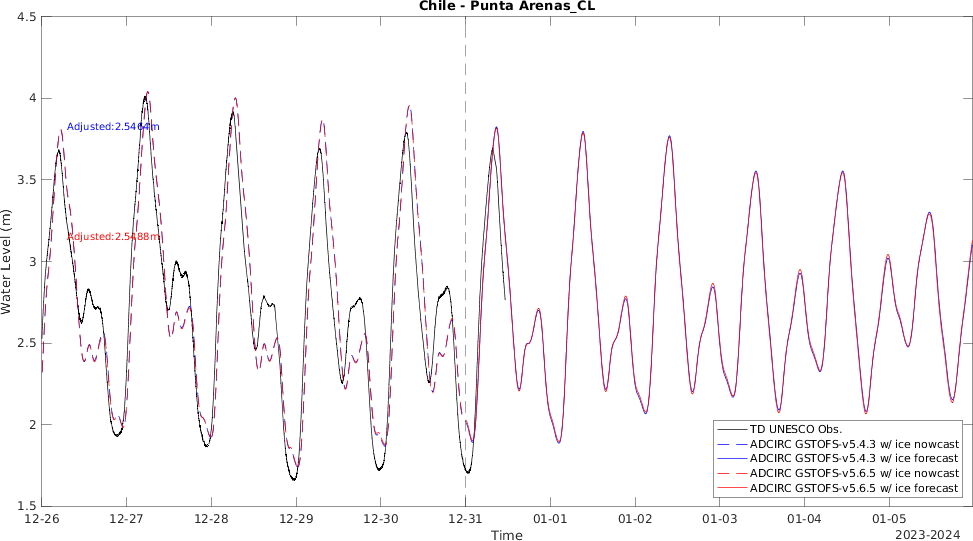 Chile - Punta Arenas_CL
4.5
4
3.5
3
2.5
2
1.5
Water Level (m)
Adjusted:2.5464m
Adjusted:2.5488m
TD UNESCO Obs.
ADCIRC GSTOFS-v5.4.3 w/ ice nowcast
ADCIRC GSTOFS-v5.4.3 w/ ice forecast
ADCIRC GSTOFS-v5.6.5 w/ ice nowcast
ADCIRC GSTOFS-v5.6.5 w/ ice forecast
12-26 12-27 12-28 12-29 12-30 12-31 01-01 01-02 01-03 01-04 01-05
Time
2023-2024